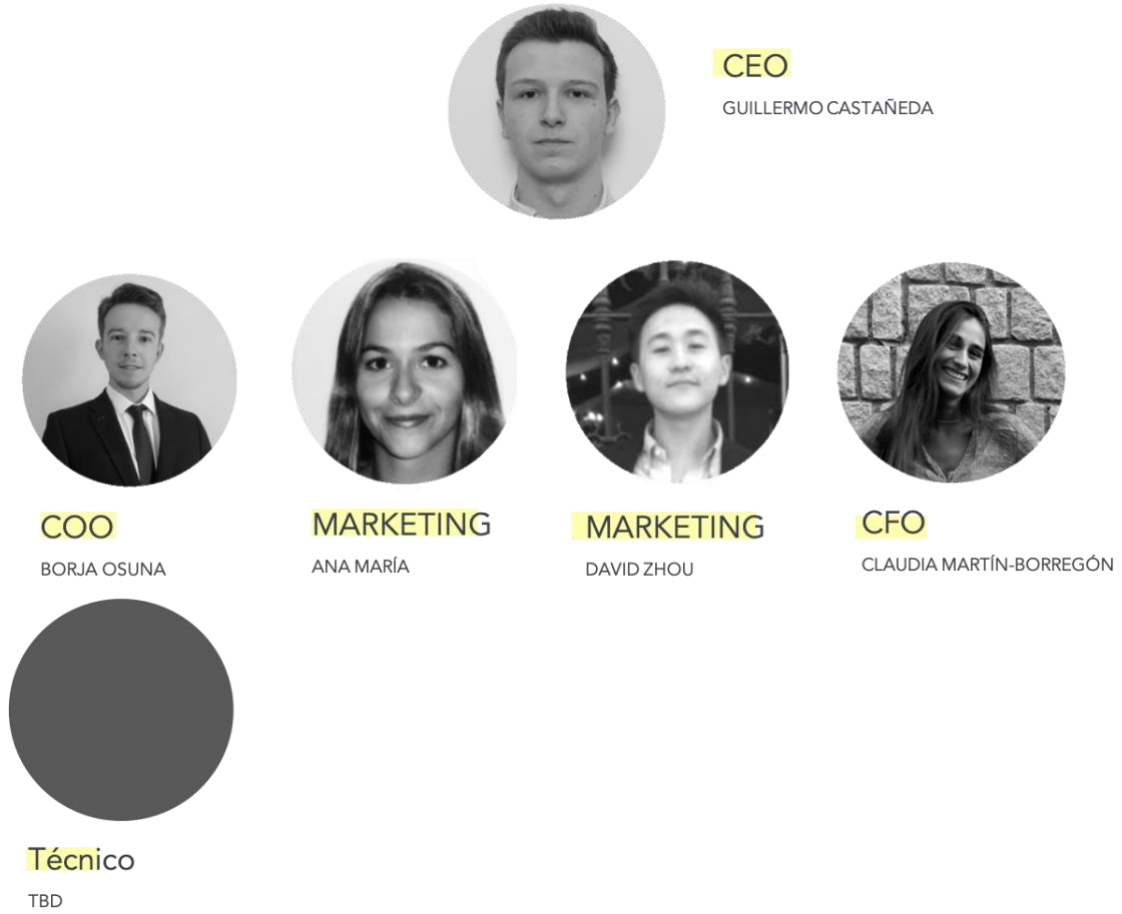 CEO
GUILLERMO CASTAÑEDA
COO
BORJA OSUNA
MARKETING
ANA MARÍA
MARKETING
DAVID ZHOU
CFO
CLAUDIA MARTÍN-BORREGÓN
Técnico
TBD